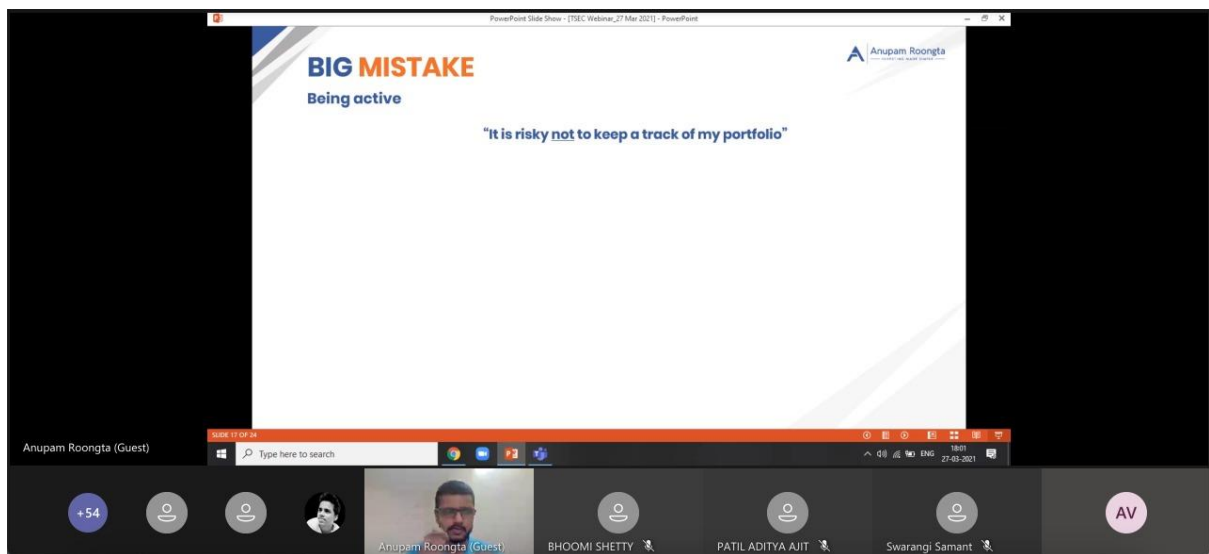 PowerPoint Slide Show - [TSEC Webinar_27 Mar 2021] - PowerPoint
BIG MISTAKE
Anupam Roongta
Being active
"It is risky not to keep a track of my portfolio"
SLIDE 17 OF 24
Anupam Roongta (Guest)
Type here to search
ENG
18:01
27-03-2021
+54
AV
Anupam Roongta (Guest)
BHOOMI SHETTY
PATIL ADITYA AJIT
Swarangi Samant